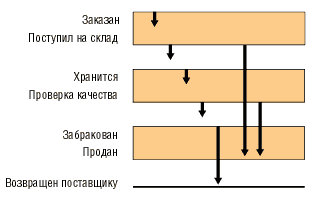 Заказан
Поступил на склад
Хранится
Проверка качества
Забракован
Продан
Возвращен поставщику